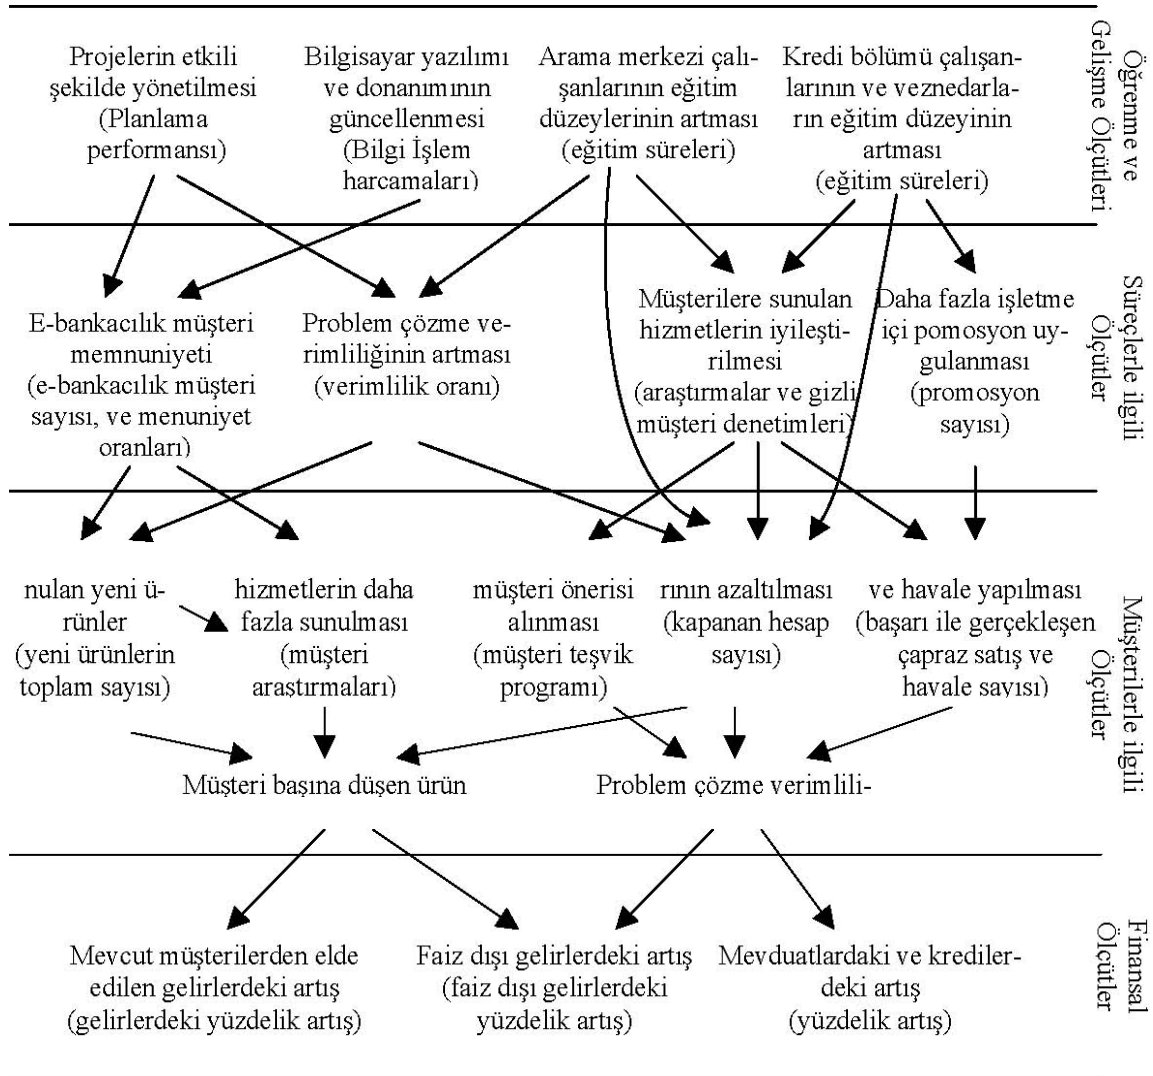 Projelerin etkili
şekilde yönetilmesi
(Planlama
performansı)
Bilgisayar yazılımı
ve donanımının
güncellenmesi
(Bilgi İşlem
harcamaları)
Arama merkezi çalı-
şanlarının eğitim
düzeylerinin artması
(eğitim süreleri)
Kredi bölümü çalışan-
larının ve veznedarla-
rın eğitim düzeyinin
artması
(eğitim süreleri)
Öğrenme ve
Gelişme Ölçütleri
E-bankacılık müşteri
memnuniyeti
(e-bankacılık müşteri
sayısı, ve menuniyet
oranları)
Problem çözme ve-
rimliliğinin artması
(verimlilik oranı)
Müşterilere sunulan
hizmetlerin iyileşti-
rilmesi
(araştırmalar ve gizli
müşteri denetimleri)
Daha fazla işletme
içi pomosyon uy-
gulanması
(promosyon
sayısı)
Süreçlerle ilgili
Ölçütler
nulan yeni ü-
rünler
(yeni ürünlerin
toplam sayısı)
hizmetlerin daha
fazla sunulması
(müşteri
araştırmaları)
müşteri önerisi
alınması
(müşteri teşvik
programı)
rının azaltılması
(kapanan hesap
sayısı)
ve havale yapılması
(başarı ile gerçekleşen
çapraz satış ve
havale sayısı)
Müşterilerle ilgili
Ölçütler
Müşteri başına düşen ürün
Problem çözme verimlili-
Mevcut müşterilerden elde
edilen gelirlerdeki artış
(gelirlerdeki yüzdelik artış)
Faiz dışı gelirlerdeki artış
(faiz dışı gelirlerdeki
yüzdelik artış)
Mevduatlardaki ve krediler-
deki artış
(yüzdelik artış)
Finansal
Ölçütler